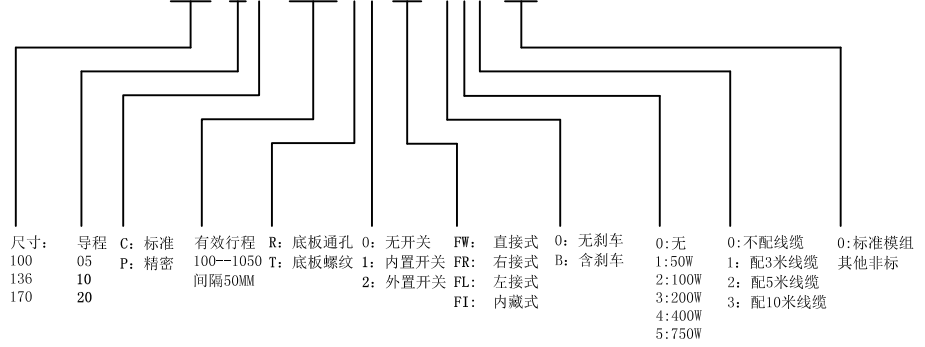 尺寸:
100
136
170
导程
05
10
20
C: 标准
P: 精密
有效行程
100--1050
间隔50MM
R: 底板通孔
T: 底板螺纹
0: 无开关
1: 内置开关
2: 外置开关
FW: 直接式
FR: 右接式
FL: 左接式
FI: 内藏式
0: 无刹车
B: 含刹车
0:无
1:50W
2:100W
3:200W
4:400W
5:750W
0:不配线缆
1: 配3米线缆
2: 配5米线缆
3: 配10米线缆
0:标准模组
其他非标